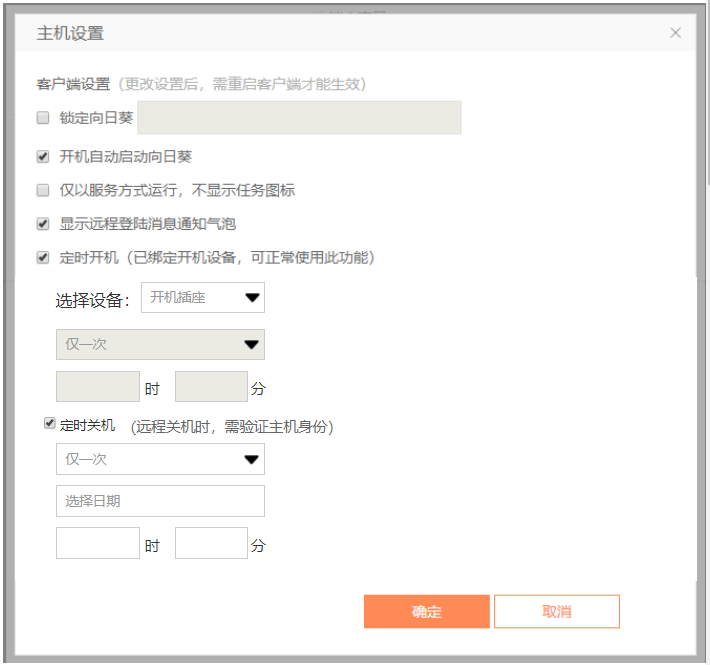 主机设置
客户端设置（更改设置后，需重启客户端才能生效）
锁定向日葵
开机自动启动向日葵
仅以服务方式运行，不显示任务图标
显示远程登陆消息通知气泡
定时开机（已绑定开机设备，可正常使用此功能）
选择设备： 开机插座
仅一次
时 分
定时关机 （远程关机时，需验证主机身份）
仅一次
选择日期
时 分
确定 取消